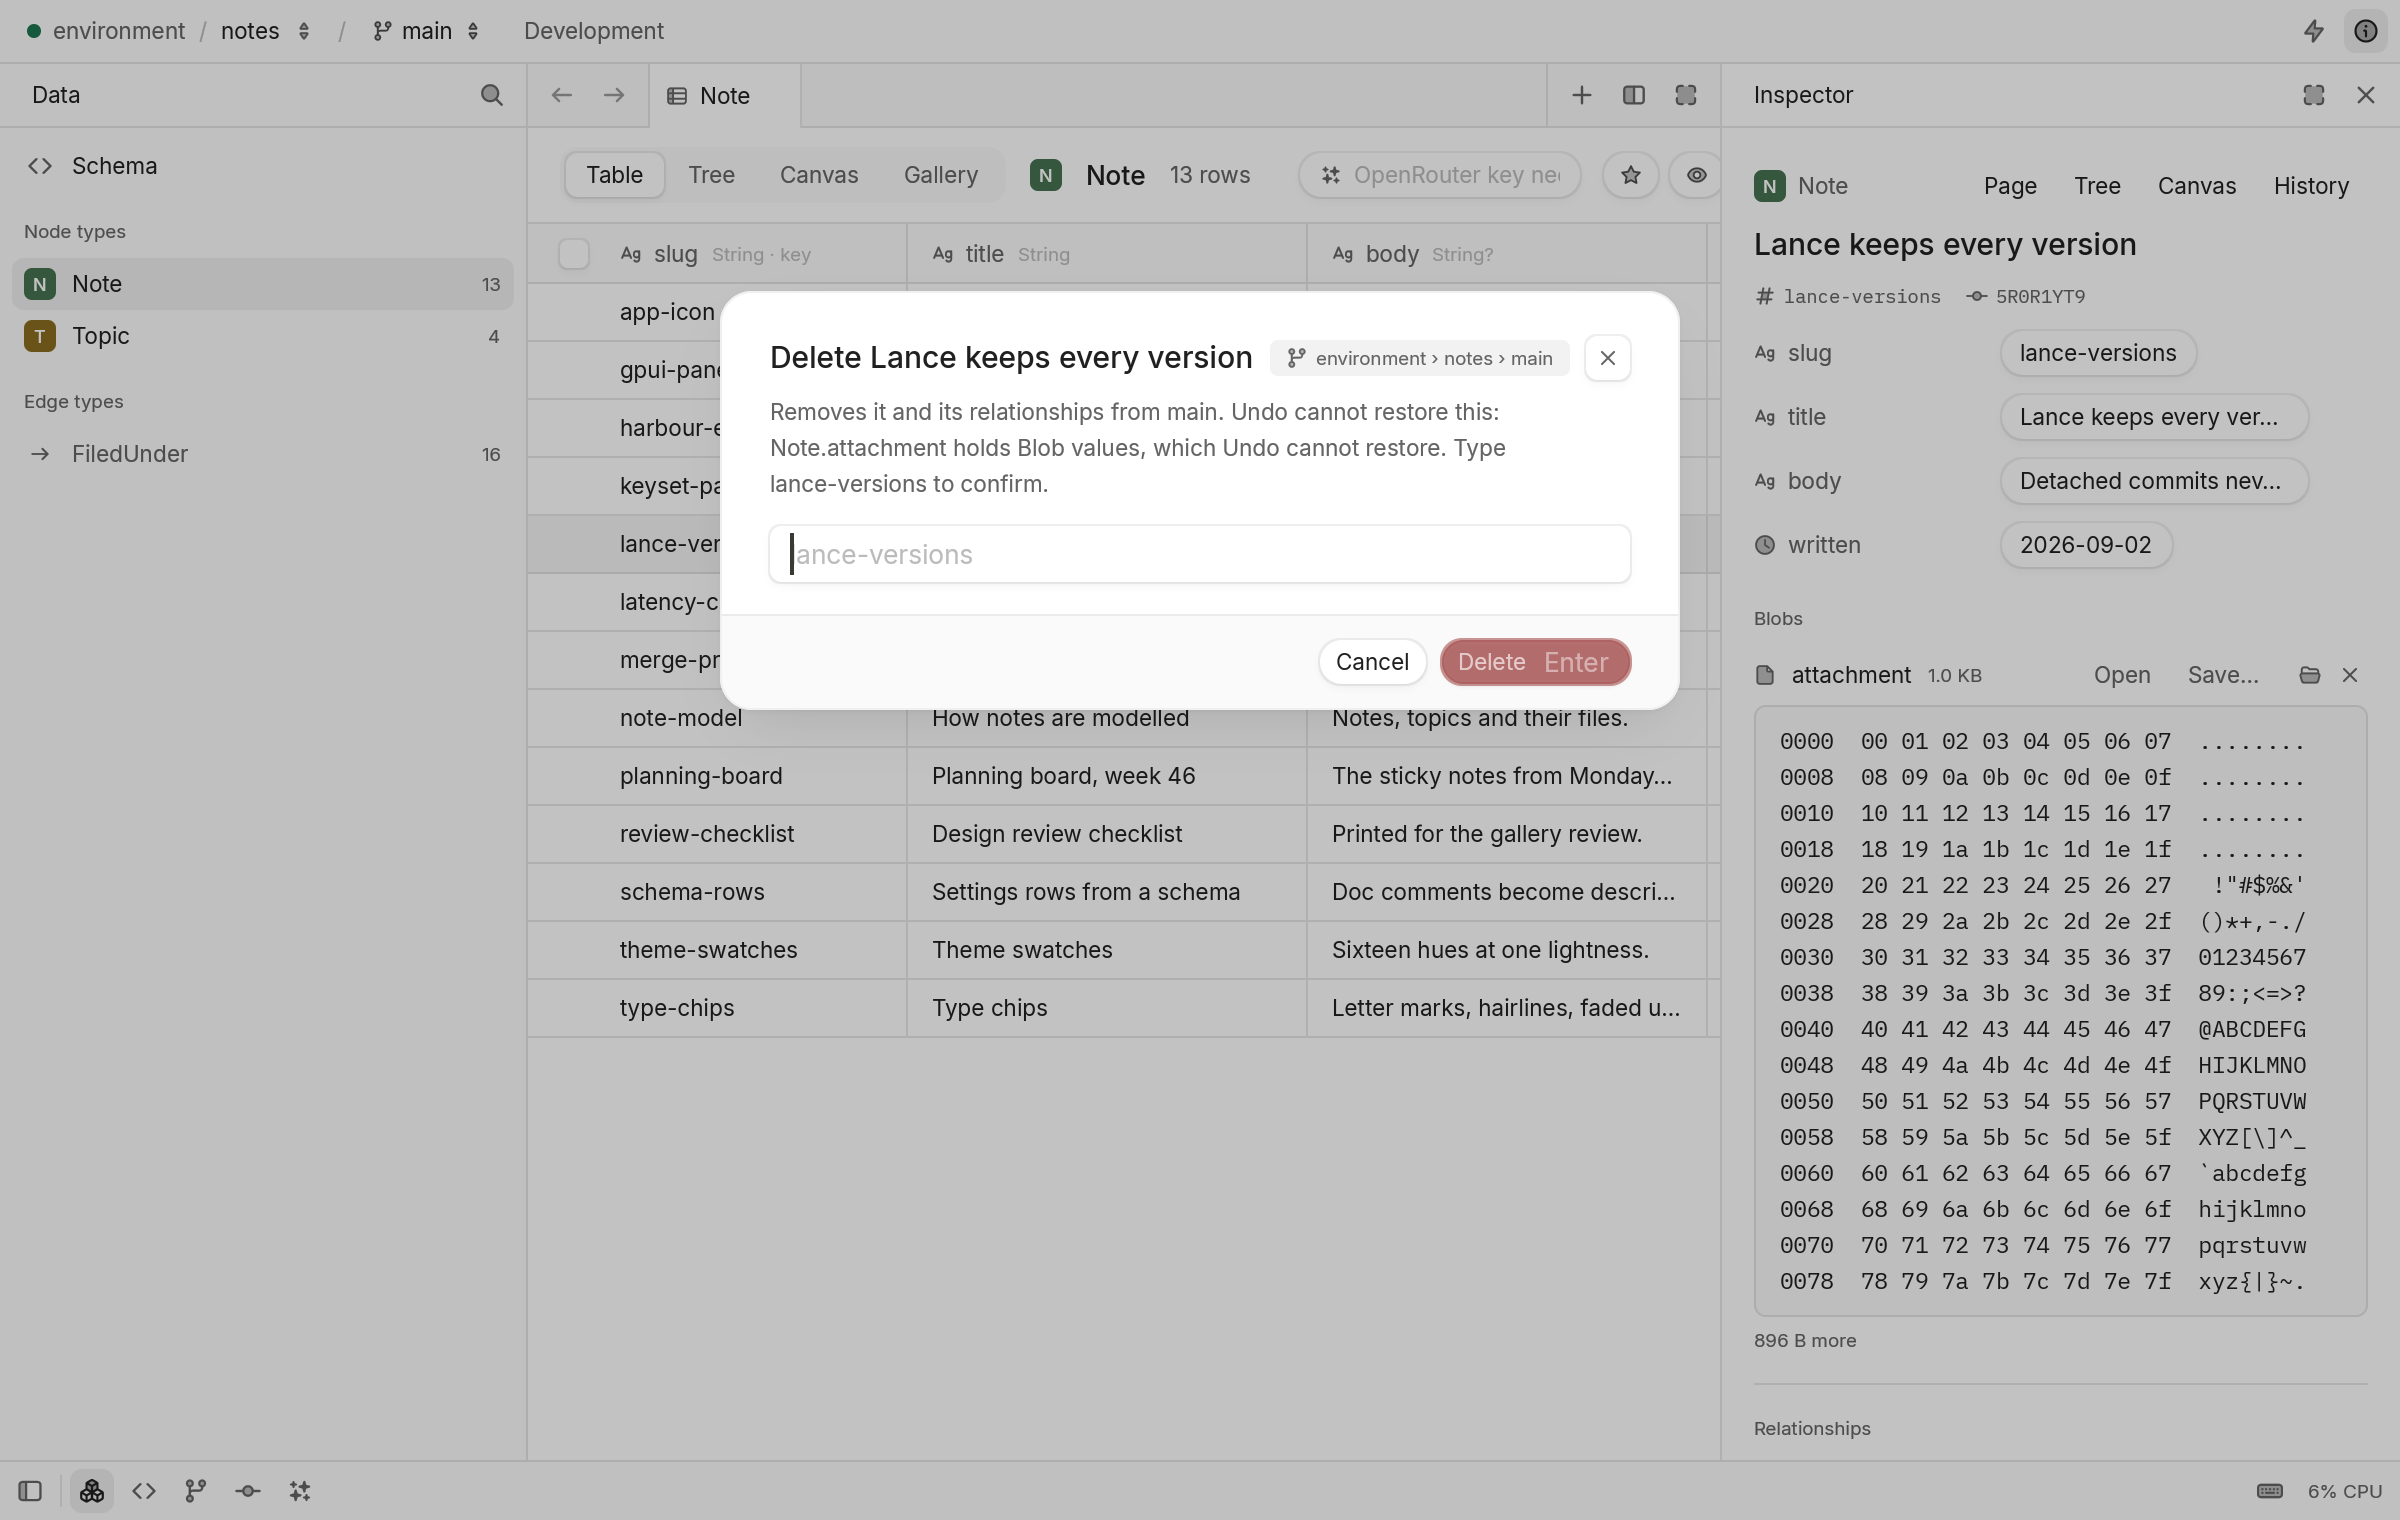 environment / notes / main Development
Data
Note
Inspector
Schema
Node types
N Note 13
T Topic 4
Edge types
FiledUnder 16
Table Tree Canvas Gallery N Note 13 rows OpenRouter key nee
slug String · key title String body String?
app-icon
gpui-pane
harbour-e
keyset-pa
lance-ver
latency-c
merge-pr
note-model How notes are modelled Notes, topics and their files.
planning-board Planning board, week 46 The sticky notes from Monday...
review-checklist Design review checklist Printed for the gallery review.
schema-rows Settings rows from a schema Doc comments become descri...
theme-swatches Theme swatches Sixteen hues at one lightness.
type-chips Type chips Letter marks, hairlines, faded u...
Delete Lance keeps every version environment › notes › main
Removes it and its relationships from main. Undo cannot restore this:
Note.attachment holds Blob values, which Undo cannot restore. Type
lance-versions to confirm.
lance-versions
Cancel Delete Enter
N Note Page Tree Canvas History
Lance keeps every version
# lance-versions 5R0R1YT9
slug lance-versions
title Lance keeps every ver...
body Detached commits nev...
written 2026-09-02
Blobs
attachment 1.0 KB Open Save...
0000 00 01 02 03 04 05 06 07 ........
0008 08 09 0a 0b 0c 0d 0e 0f ........
0010 10 11 12 13 14 15 16 17 ........
0018 18 19 1a 1b 1c 1d 1e 1f ........
0020 20 21 22 23 24 25 26 27  !"#$%&'
0028 28 29 2a 2b 2c 2d 2e 2f ()*+,-./
0030 30 31 32 33 34 35 36 37 01234567
0038 38 39 3a 3b 3c 3d 3e 3f 89:;<=>?
0040 40 41 42 43 44 45 46 47 @ABCDEFG
0048 48 49 4a 4b 4c 4d 4e 4f HIJKLMNO
0050 50 51 52 53 54 55 56 57 PQRSTUVW
0058 58 59 5a 5b 5c 5d 5e 5f XYZ[\]^_
0060 60 61 62 63 64 65 66 67 `abcdefg
0068 68 69 6a 6b 6c 6d 6e 6f hijklmno
0070 70 71 72 73 74 75 76 77 pqrstuvw
0078 78 79 7a 7b 7c 7d 7e 7f xyz{|}~.
896 B more
Relationships
6% CPU